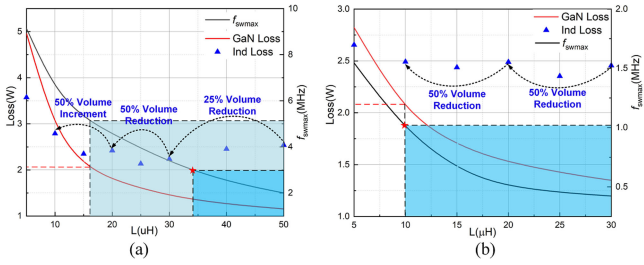 f_swmax
GaN Loss
Ind Loss
50% Volume
Increment
50% Volume
Reduction
25% Volume
Reduction
Loss(W)
5
4
3
2
1
10
8
6
4
2
f_swmax(MHz)
10
20
30
40
50
L(uH)
(a)
GaN Loss
Ind Loss
f_swmax
50% Volume
Reduction
50% Volume
Reduction
Loss(W)
3.0
2.5
2.0
1.75
1.5
1.0
2.0
1.5
1.0
0.5
f_swmax(MHz)
5
10
15
20
25
30
L(μH)
(b)